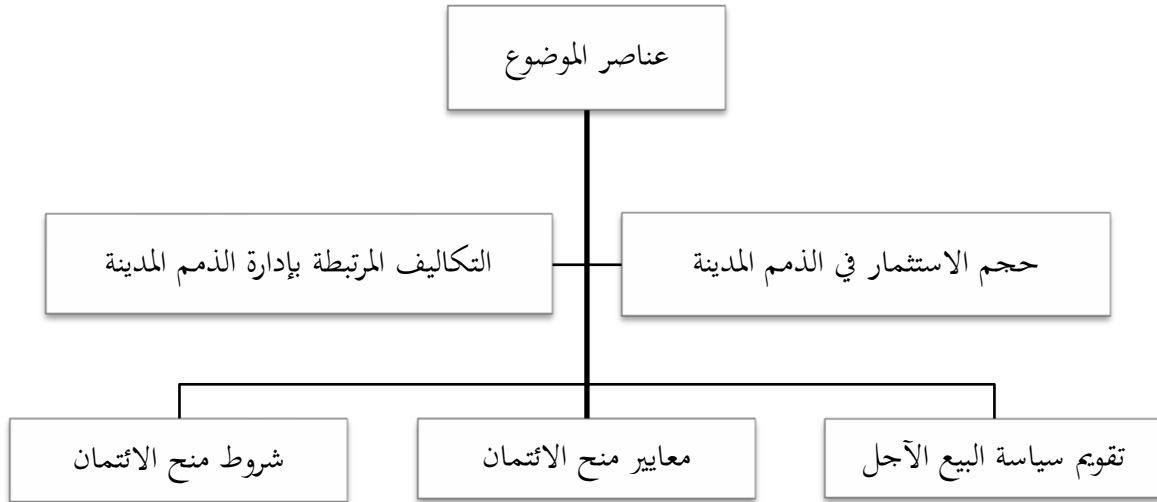 عناصر الموضوع
حجم الاستثمار في الذمم المدينة
التكاليف المرتبطة بإدارة الذمم المدينة
تقويم سياسة البيع الآجل
معايير منح الائتمان
شروط منح الائتمان